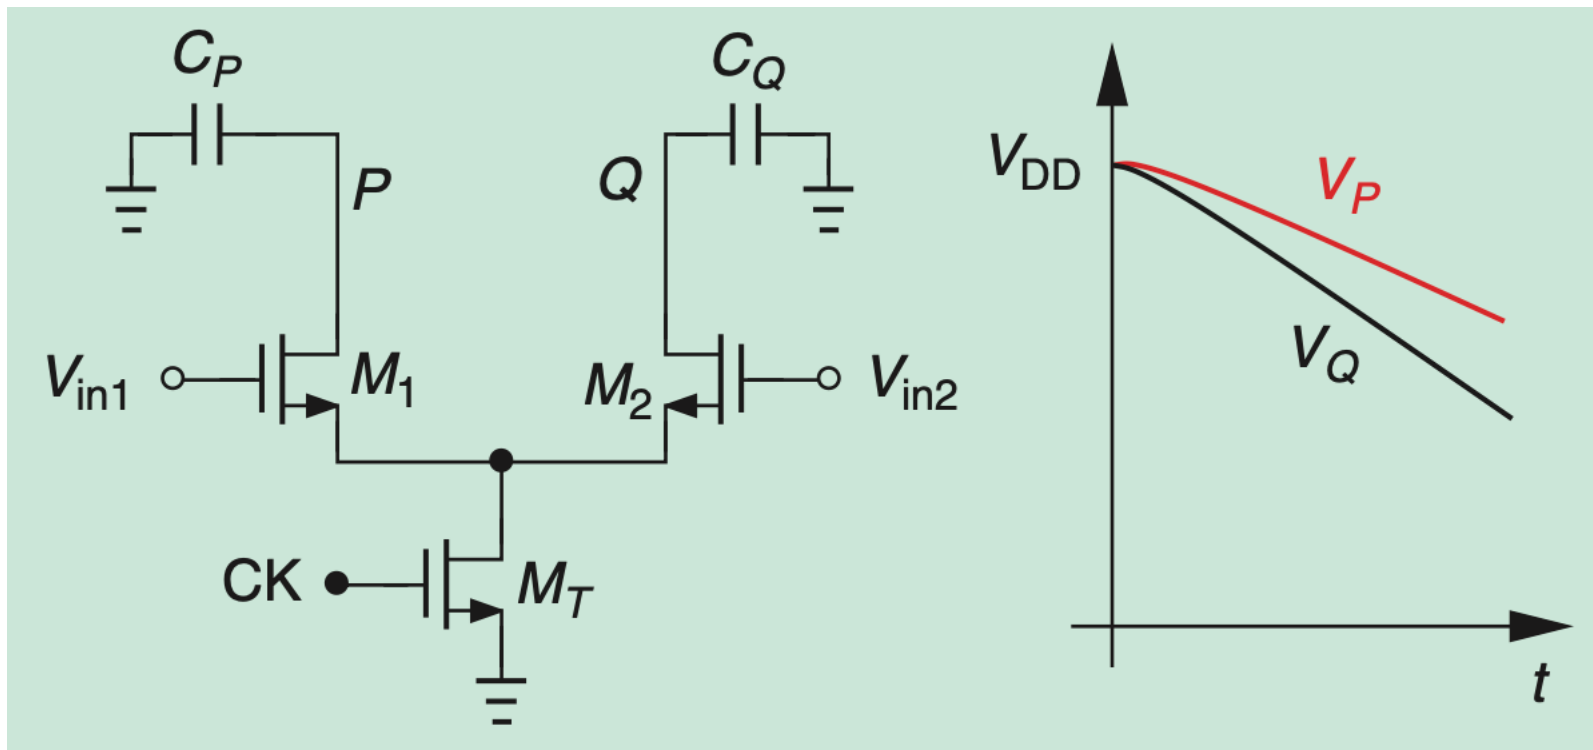 C_P
C_Q
P
Q
V_in1
M_1
M_2
V_in2
CK
M_T
V_DD
V_P
V_Q
t